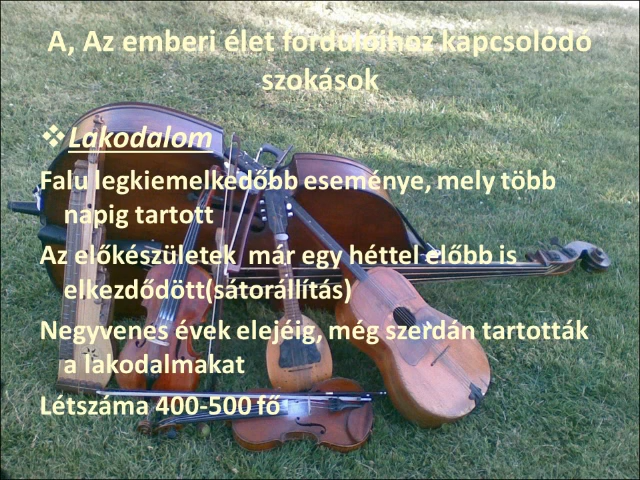 A, Az emberi élet fordulóihoz kapcsolódó
szokások
❖Lakodalom
Falu legkiemelkedőbb eseménye, mely több
napig tartott
Az előkészületek már egy héttel előbb is
elkezdődött(sátorállítás)
Negyvenes évek elejéig, még szerdán tartották
a lakodalmakat
Létszáma 400-500 fő